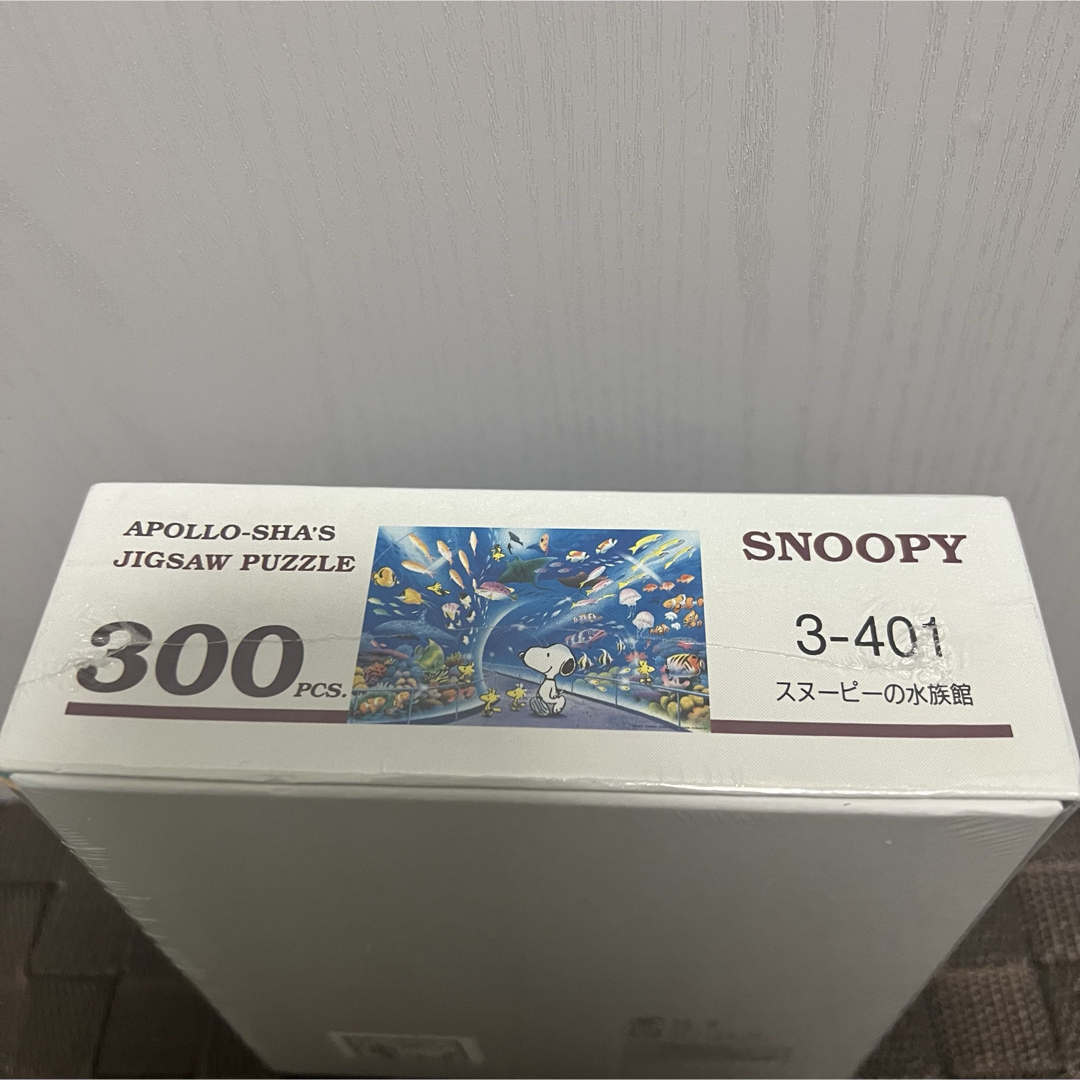 APOLLO-SHA'S
JIGSAW PUZZLE
300 PCS.
SNOOPY
3-401
スヌーピーの水族館